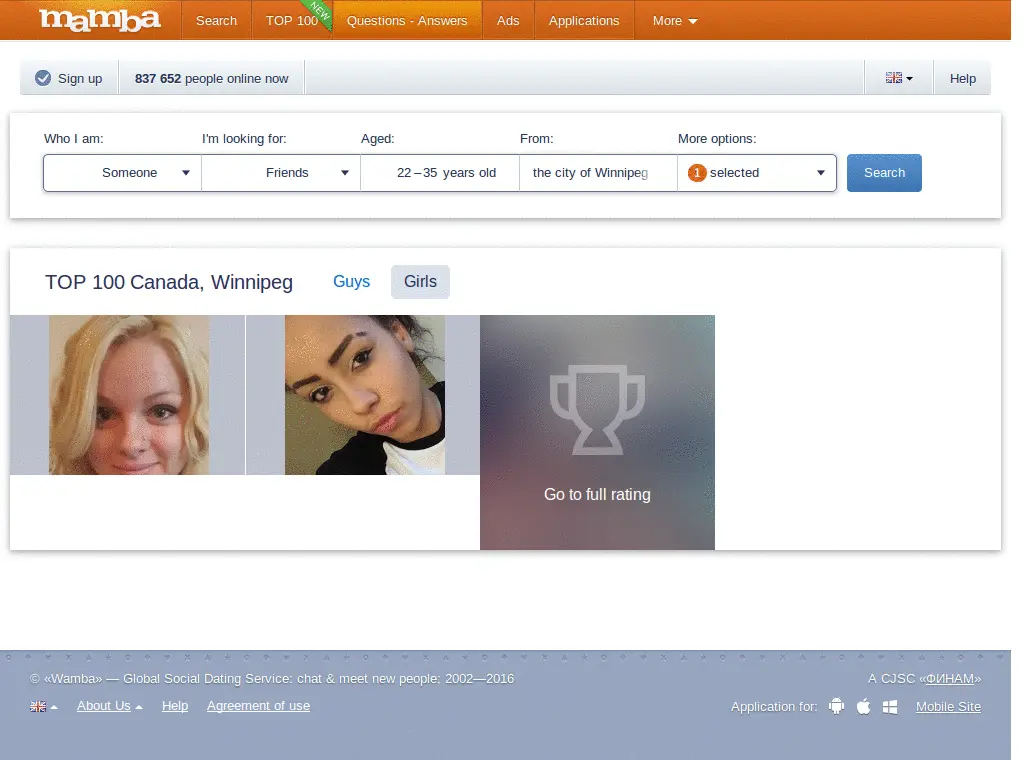 mamba Search TOP 100 NEW Questions - Answers Ads Applications More
Sign up 837 652 people online now Help
Who I am: I'm looking for: Aged: From: More options:
Someone Friends 22 – 35 years old the city of Winnipeg 1 selected Search
TOP 100 Canada, Winnipeg Guys Girls
Go to full rating
© «Wamba» — Global Social Dating Service: chat & meet new people; 2002—2016 A CJSC «ФИНАМ»
About Us Help Agreement of use Application for: Mobile Site